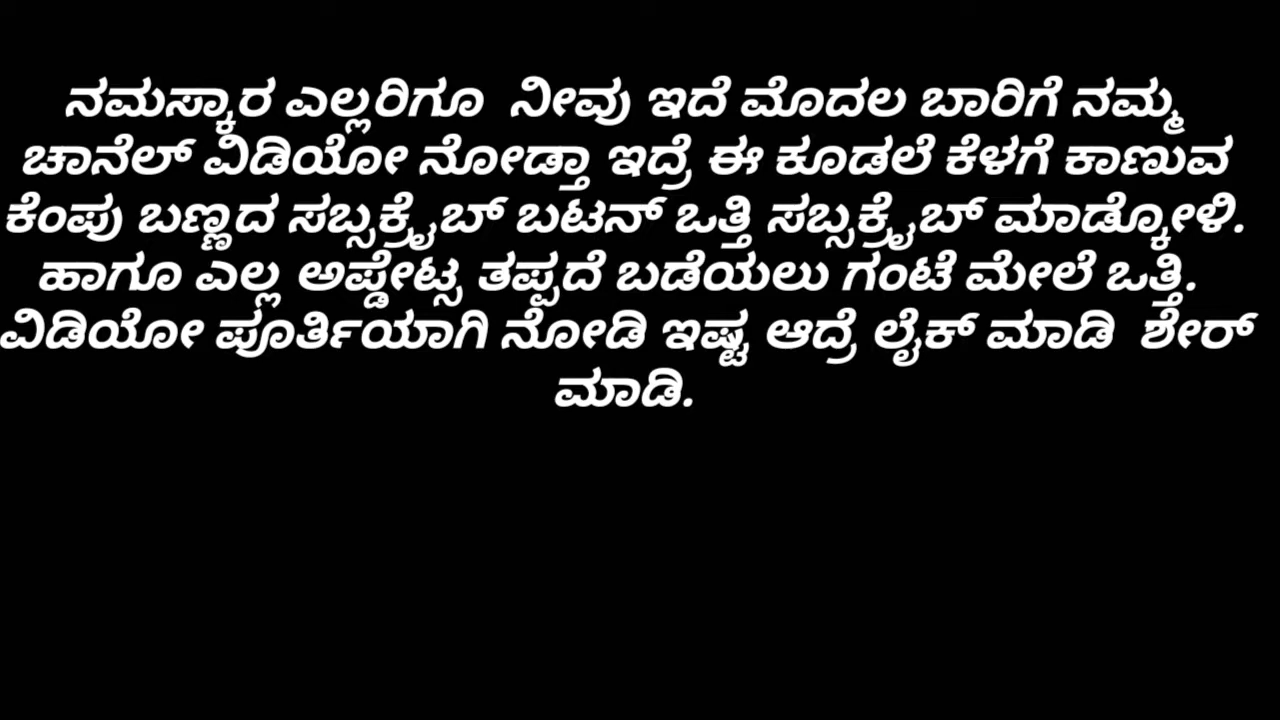 ನಮಸ್ಕಾರ ಎಲ್ಲರಿಗೂ ನೀವು ಇದೆ ಮೊದಲ ಬಾರಿಗೆ ನಮ್ಮ
ಚಾನೆಲ್ ವಿಡಿಯೋ ನೋಡ್ತಾ ಇದ್ರೆ ಈ ಕೂಡಲೆ ಕೆಳಗೆ ಕಾಣುವ
ಕೆಂಪು ಬಣ್ಣದ ಸಬ್ಸಕ್ರೈಬ್ ಬಟನ್ ಒತ್ತಿ ಸಬ್ಸಕ್ರೈಬ್ ಮಾಡ್ಕೋಳಿ.
ಹಾಗೂ ಎಲ್ಲ ಅಪ್ಡೇಟ್ಸ ತಪ್ಪದೆ ಬಡೆಯಲು ಗಂಟೆ ಮೇಲೆ ಒತ್ತಿ.
ವಿಡಿಯೋ ಪೂರ್ತಿಯಾಗಿ ನೋಡಿ ಇಷ್ಟ ಆದ್ರೆ ಲೈಕ್ ಮಾಡಿ ಶೇರ್
ಮಾಡಿ.